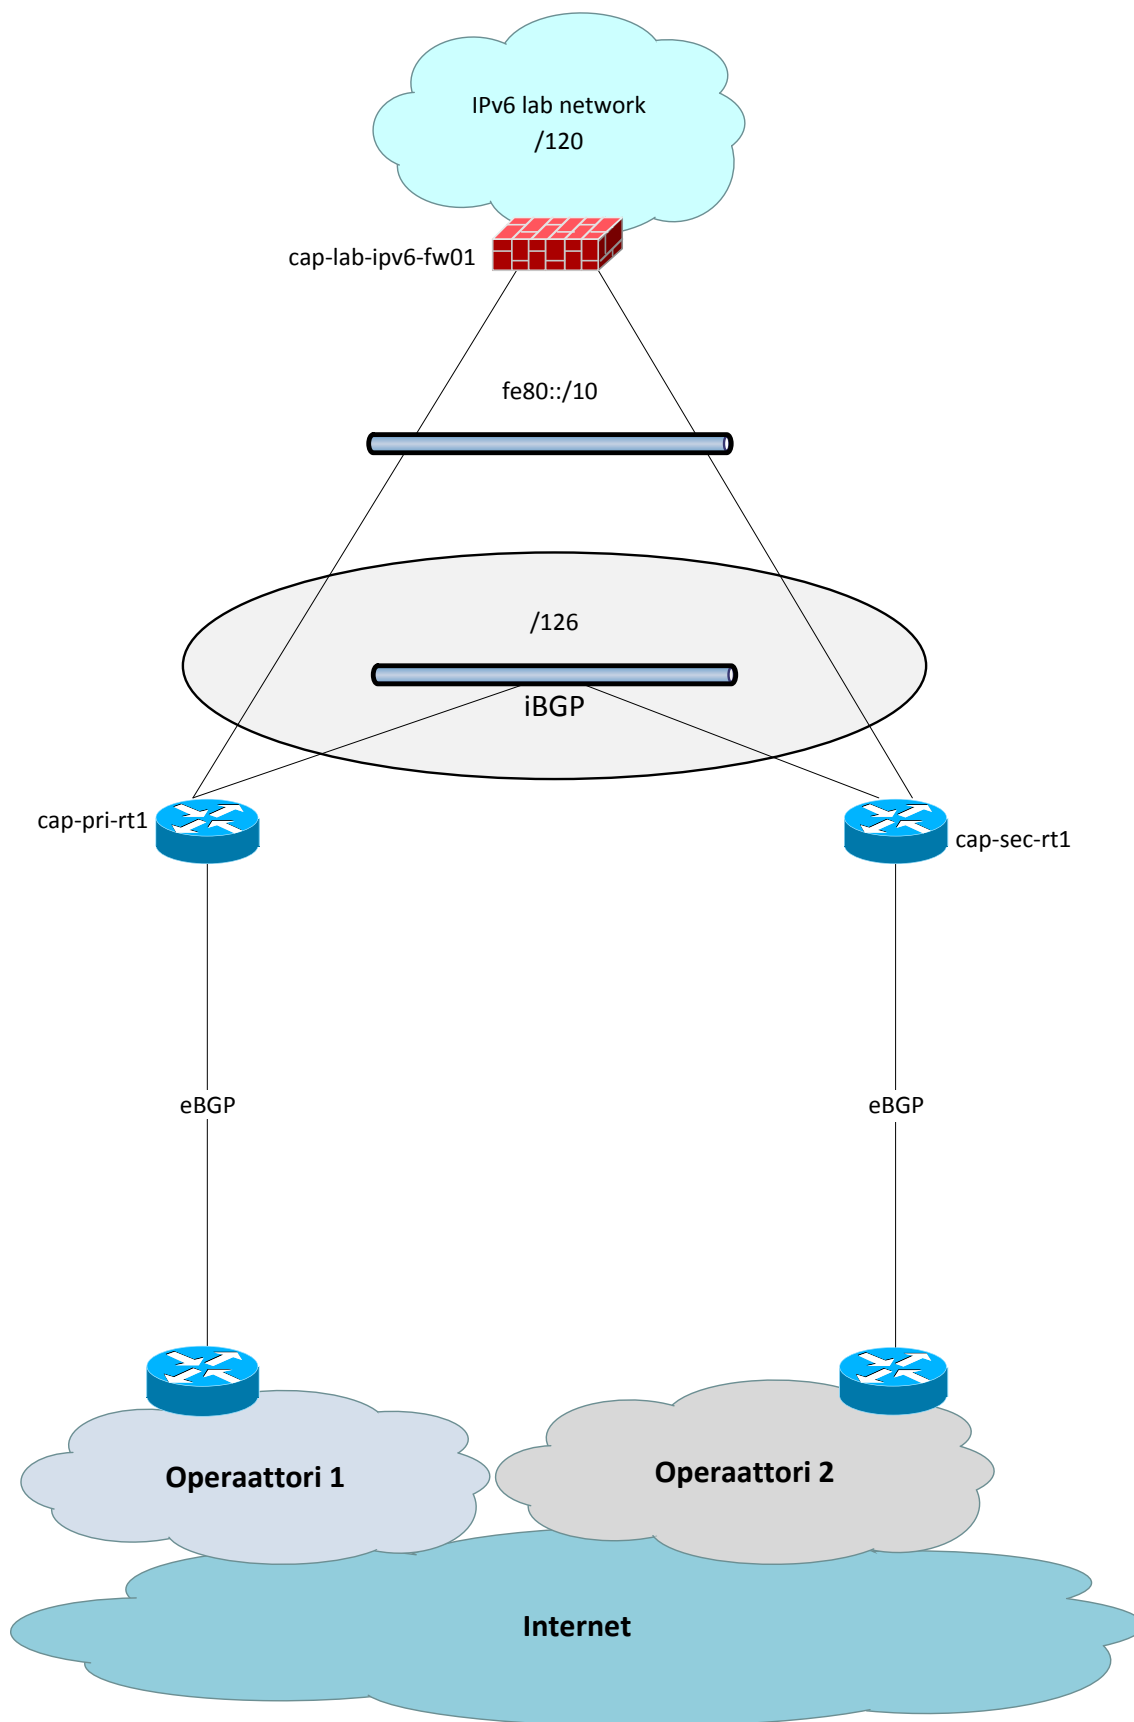 IPv6 lab network
/120
cap-lab-ipv6-fw01
fe80::/10
/126
iBGP
cap-pri-rt1
cap-sec-rt1
eBGP
eBGP
Operaattori 1
Operaattori 2
Internet